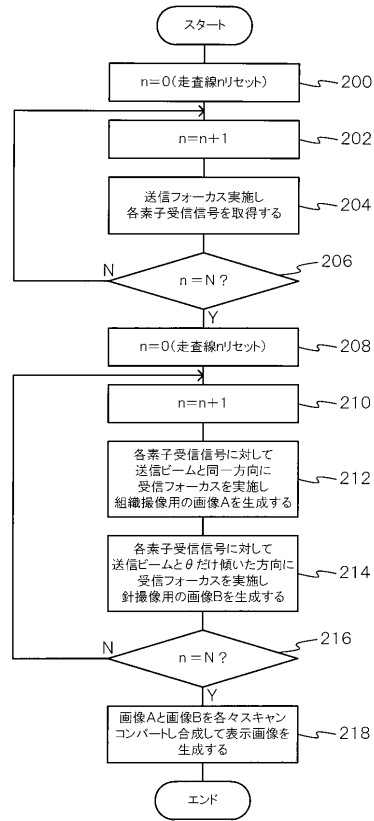 スタート
n=0(走査線nリセット)
200
n=n+1
202
送信フォーカス実施し
各素子受信信号を取得する
204
206
N
n=N?
Y
n=0(走査線nリセット)
208
n=n+1
210
各素子受信信号に対して
送信ビームと同一方向に
受信フォーカスを実施し
組織撮像用の画像Aを生成する
212
各素子受信信号に対して
送信ビームとθだけ傾いた方向に
受信フォーカスを実施し
針撮像用の画像Bを生成する
214
216
N
n=N?
Y
画像Aと画像Bを各々スキャン
コンバートし合成して表示画像を
生成する
218
エンド